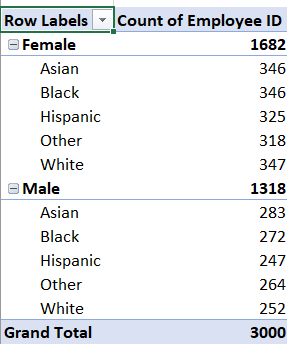 Row Labels Count of Employee ID
Female 1682
Asian 346
Black 346
Hispanic 325
Other 318
White 347
Male 1318
Asian 283
Black 272
Hispanic 247
Other 264
White 252
Grand Total 3000